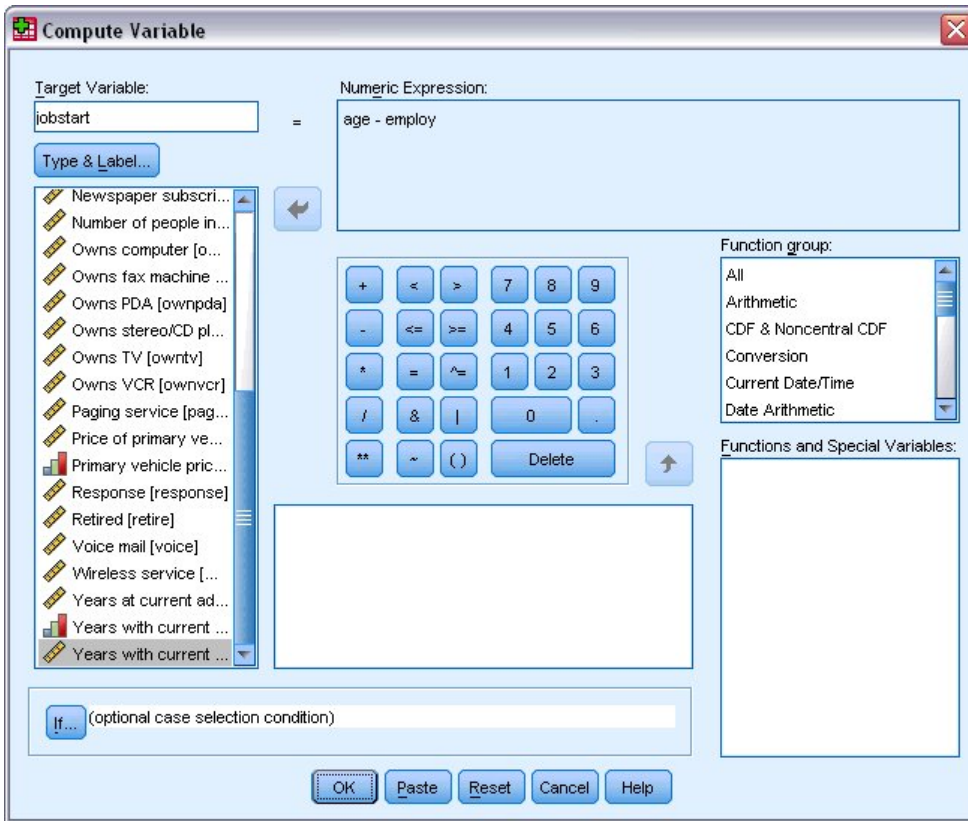 Compute Variable
Target Variable:
jobstart
=
Numeric Expression:
age - employ
Type & Label...
Newspaper subscri...
Number of people in...
Owns computer [o...
Owns fax machine ...
Owns PDA [ownpda]
Owns stereo/CD pl...
Owns TV [owntv]
Owns VCR [ownvcr]
Paging service [pag...
Price of primary ve...
Primary vehicle pric...
Response [response]
Retired [retire]
Voice mail [voice]
Wireless service [...
Years at current ad...
Years with current ...
Years with current ...
+ < > 7 8 9
- <= >= 4 5 6
* = ^= 1 2 3
/ & | 0 .
** ~ ( ) Delete
Function group:
All
Arithmetic
CDF & Noncentral CDF
Conversion
Current Date/Time
Date Arithmetic
Functions and Special Variables:
If... (optional case selection condition)
OK Paste Reset Cancel Help